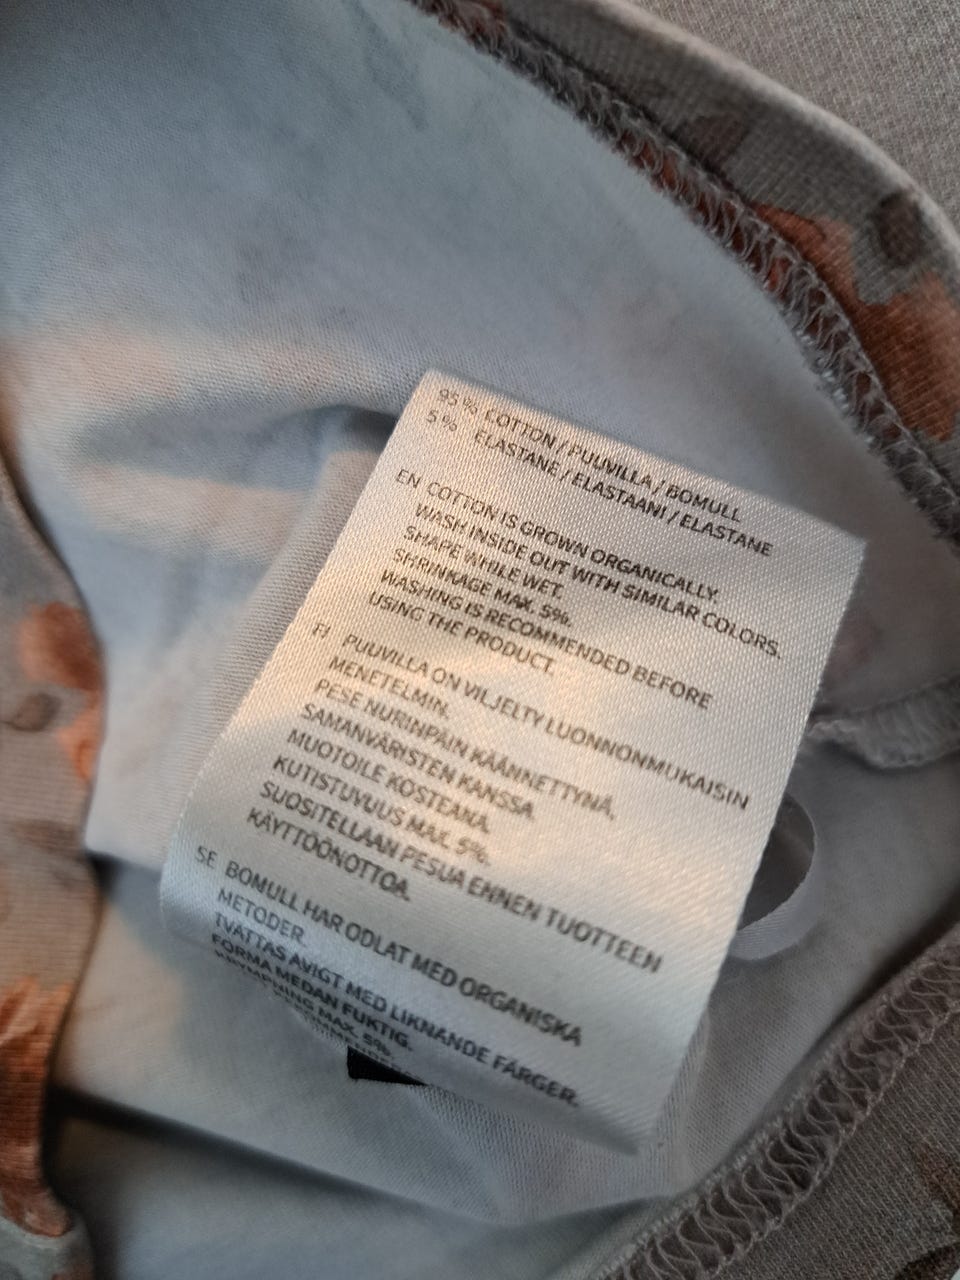 95 % COTTON / PUUVILLA / BOMULL
5 % ELASTANE / ELASTAANI / ELASTANE
EN COTTON IS GROWN ORGANICALLY.
WASH INSIDE OUT WITH SIMILAR COLORS.
SHAPE WHILE WET.
SHRINKAGE MAX. 5%.
WASHING IS RECOMMENDED BEFORE
USING THE PRODUCT.
FI PUUVILLA ON VILJELTY LUONNONMUKAISIN
MENETELMIN.
PESE NURINPÄIN KÄÄNNETTYNÄ,
SAMANVÄRISTEN KANSSA.
MUOTOILE KOSTEANA.
KUTISTUVUUS MAX. 5%.
SUOSITELLAAN PESUA ENNEN TUOTTEEN
KÄYTTÖÖNOTTOA.
SE BOMULL HAR ODLAT MED ORGANISKA
METODER.
TVÄTTAS AVIGT MED LIKNANDE FÄRGER.
FORMA MEDAN FUKTIG.
KRYMPNING MAX. 5%.